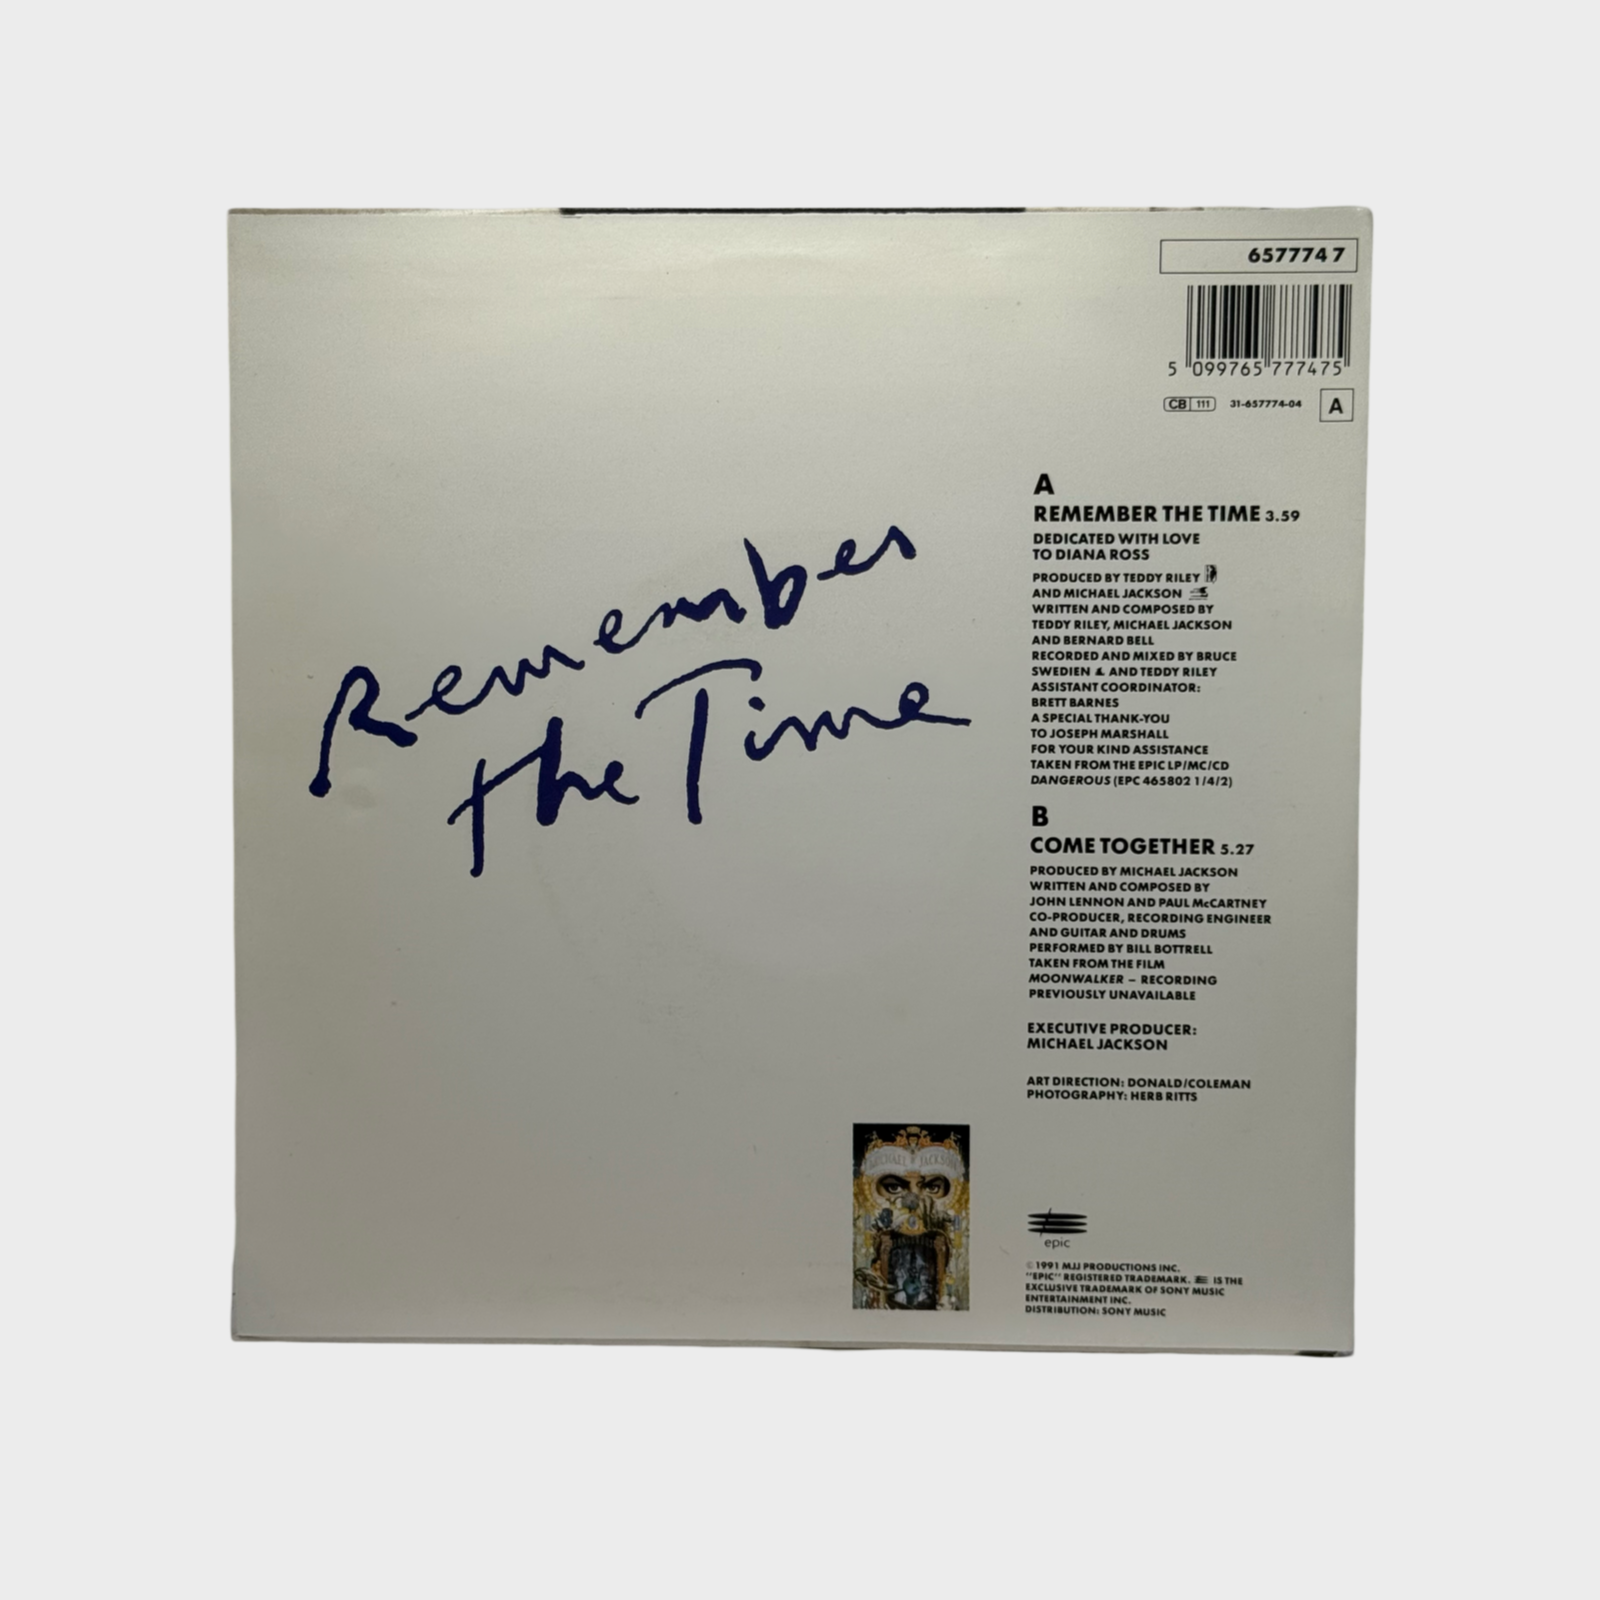 657774 7
5 099765 777475
CB 111 31-657774-04 A
Remember
the Time
A
REMEMBER THE TIME 3.59
DEDICATED WITH LOVE
TO DIANA ROSS
PRODUCED BY TEDDY RILEY
AND MICHAEL JACKSON
WRITTEN AND COMPOSED BY
TEDDY RILEY, MICHAEL JACKSON
AND BERNARD BELL
RECORDED AND MIXED BY BRUCE
SWEDIEN & AND TEDDY RILEY
ASSISTANT COORDINATOR:
BRETT BARNES
A SPECIAL THANK-YOU
TO JOSEPH MARSHALL
FOR YOUR KIND ASSISTANCE
TAKEN FROM THE EPIC LP/MC/CD
DANGEROUS (EPC 465802 1/4/2)
B
COME TOGETHER 5.27
PRODUCED BY MICHAEL JACKSON
WRITTEN AND COMPOSED BY
JOHN LENNON AND PAUL McCARTNEY
CO-PRODUCER, RECORDING ENGINEER
AND GUITAR AND DRUMS
PERFORMED BY BILL BOTTRELL
TAKEN FROM THE FILM
MOONWALKER – RECORDING
PREVIOUSLY UNAVAILABLE
EXECUTIVE PRODUCER:
MICHAEL JACKSON
ART DIRECTION: DONALD/COLEMAN
PHOTOGRAPHY: HERB RITTS
MICHAEL JACKSON
epic
© 1991 MJJ PRODUCTIONS INC.
"EPIC" REGISTERED TRADEMARK. IS THE
EXCLUSIVE TRADEMARK OF SONY MUSIC
ENTERTAINMENT INC.
DISTRIBUTION: SONY MUSIC